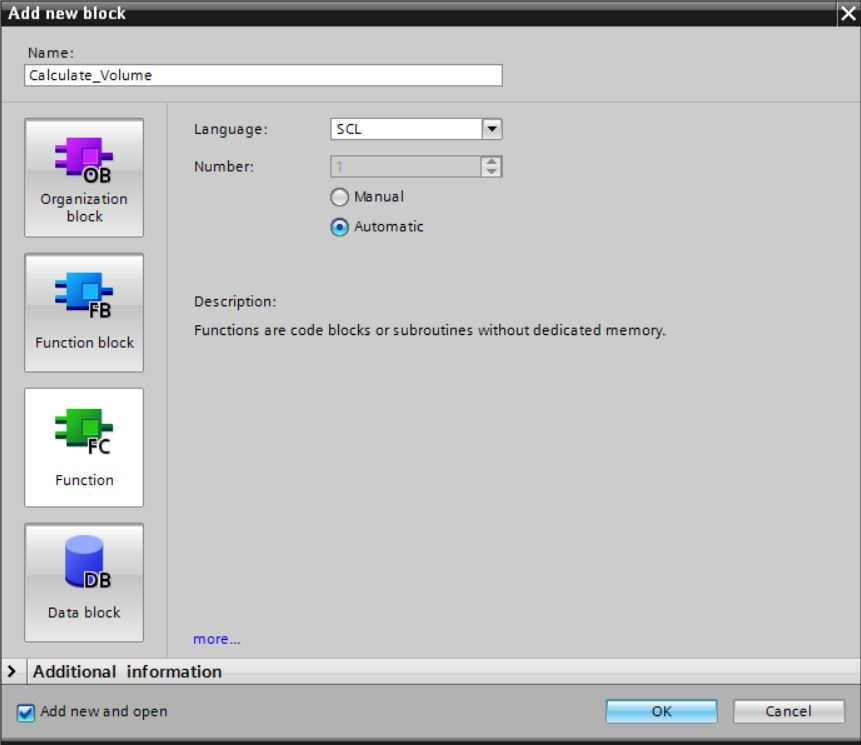 Add new block
Name:
Calculate_Volume
OB
Organization
block
FB
Function block
FC
Function
DB
Data block
Language:
SCL
Number:
1
Manual
Automatic
Description:
Functions are code blocks or subroutines without dedicated memory.
more...
Additional information
Add new and open
OK
Cancel